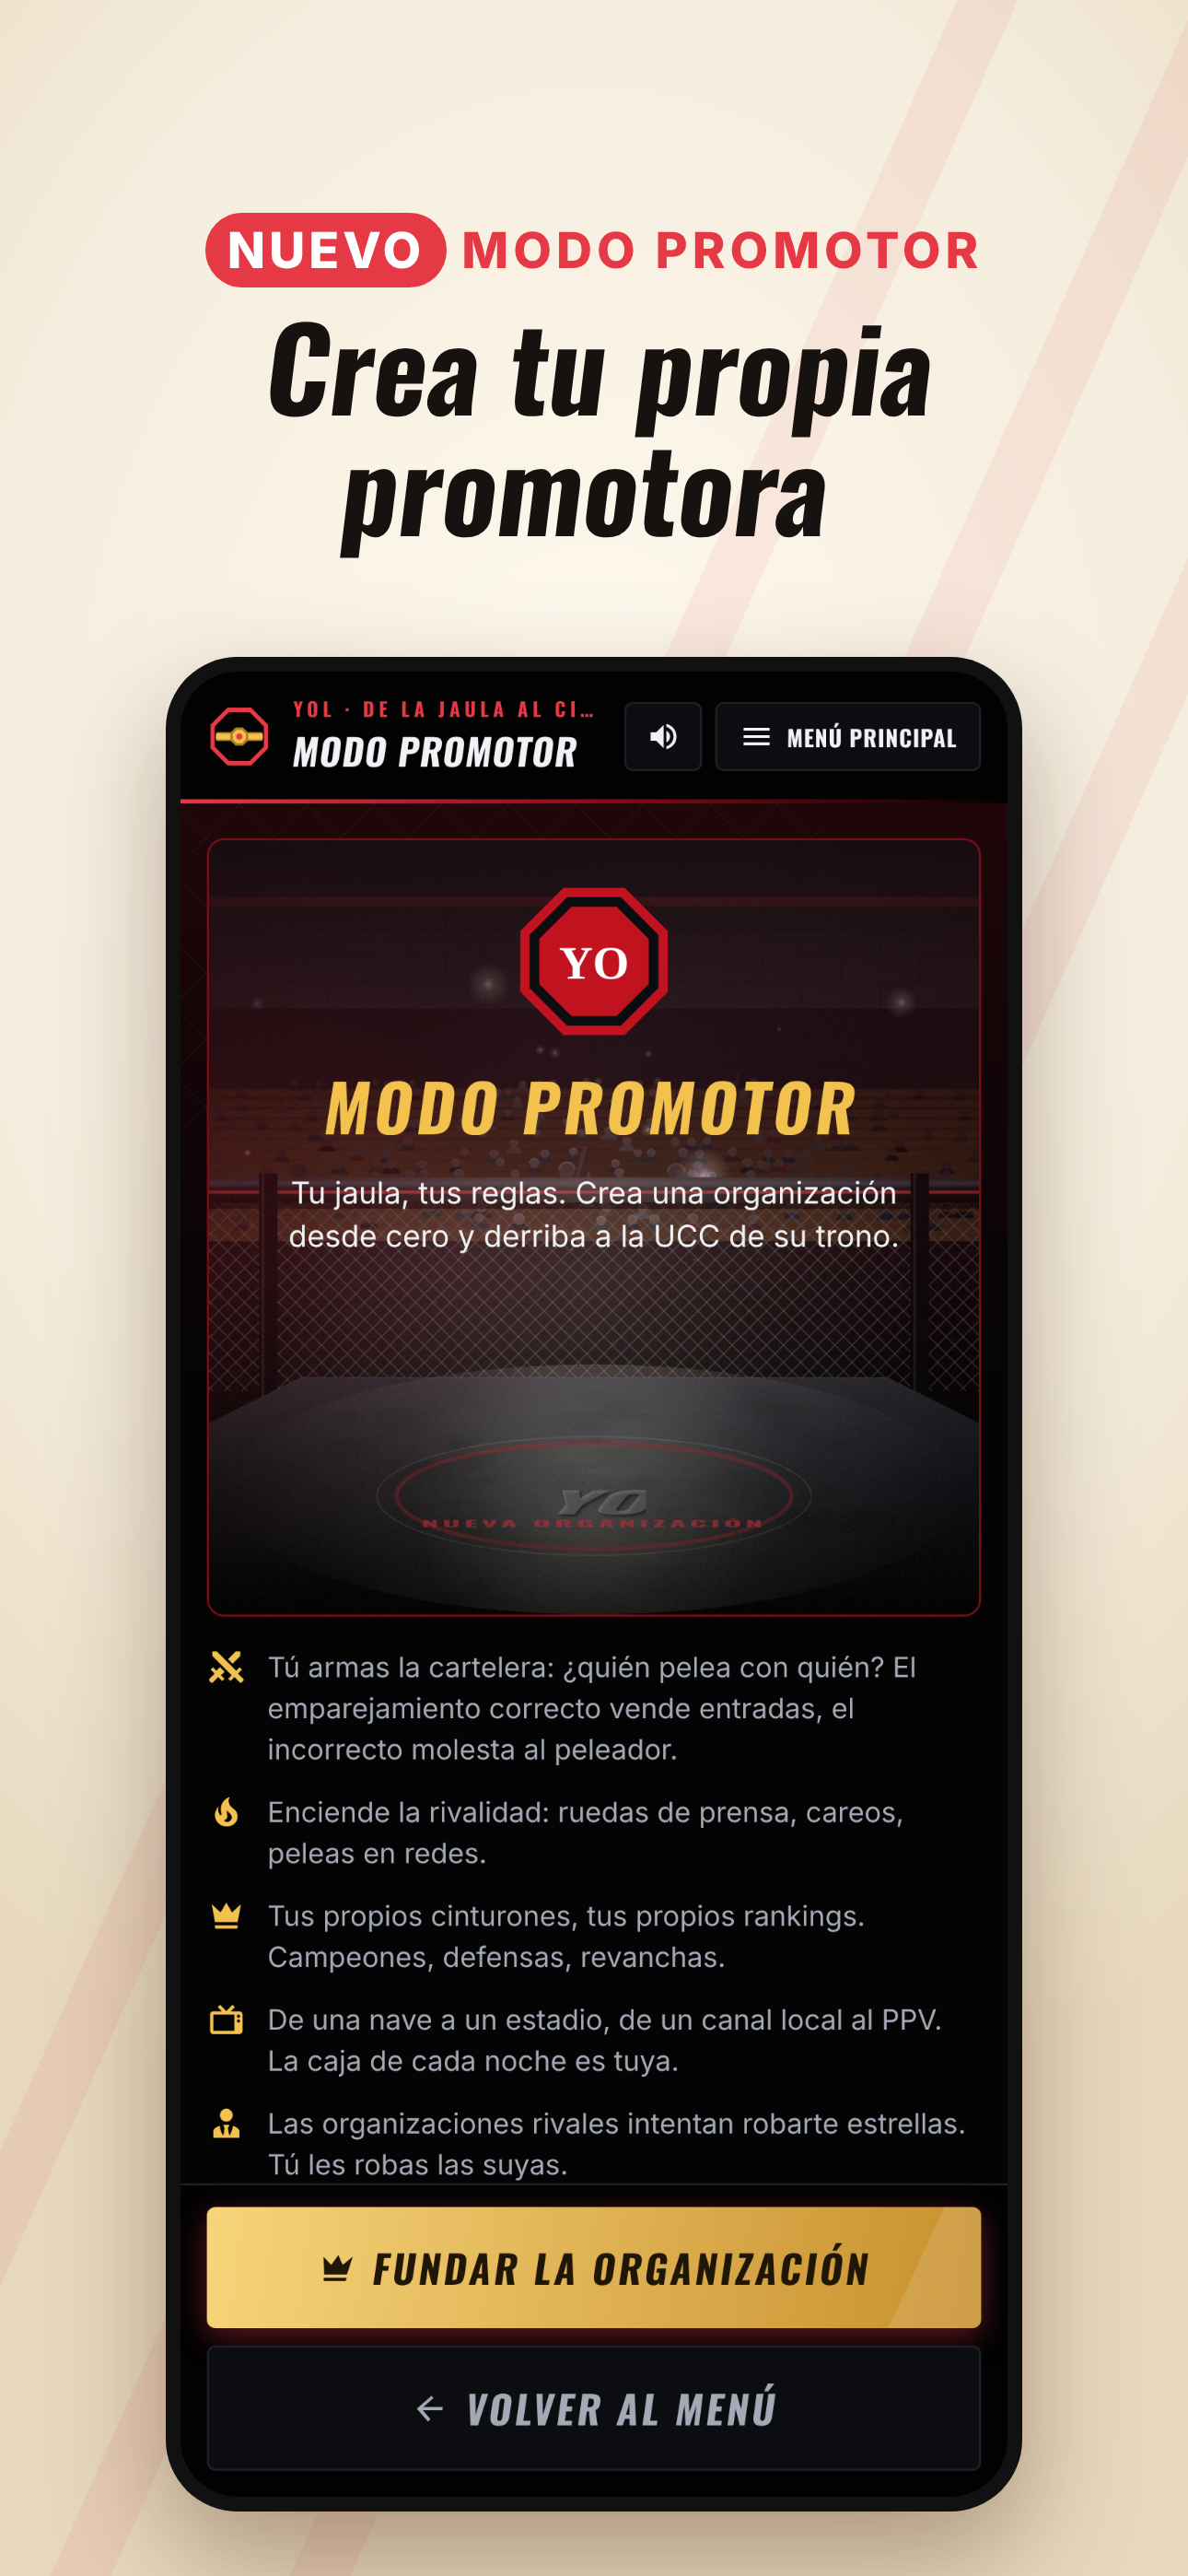 NUEVO MODO PROMOTOR
Crea tu propia
promotora
YOL · DE LA JAULA AL CI…
MODO PROMOTOR
MENÚ PRINCIPAL
YO
MODO PROMOTOR
Tu jaula, tus reglas. Crea una organización
desde cero y derriba a la UCC de su trono.
YO
NUEVA ORGANIZACIÓN
Tú armas la cartelera: ¿quién pelea con quién? El
emparejamiento correcto vende entradas, el
incorrecto molesta al peleador.
Enciende la rivalidad: ruedas de prensa, careos,
peleas en redes.
Tus propios cinturones, tus propios rankings.
Campeones, defensas, revanchas.
De una nave a un estadio, de un canal local al PPV.
La caja de cada noche es tuya.
Las organizaciones rivales intentan robarte estrellas.
Tú les robas las suyas.
FUNDAR LA ORGANIZACIÓN
VOLVER AL MENÚ